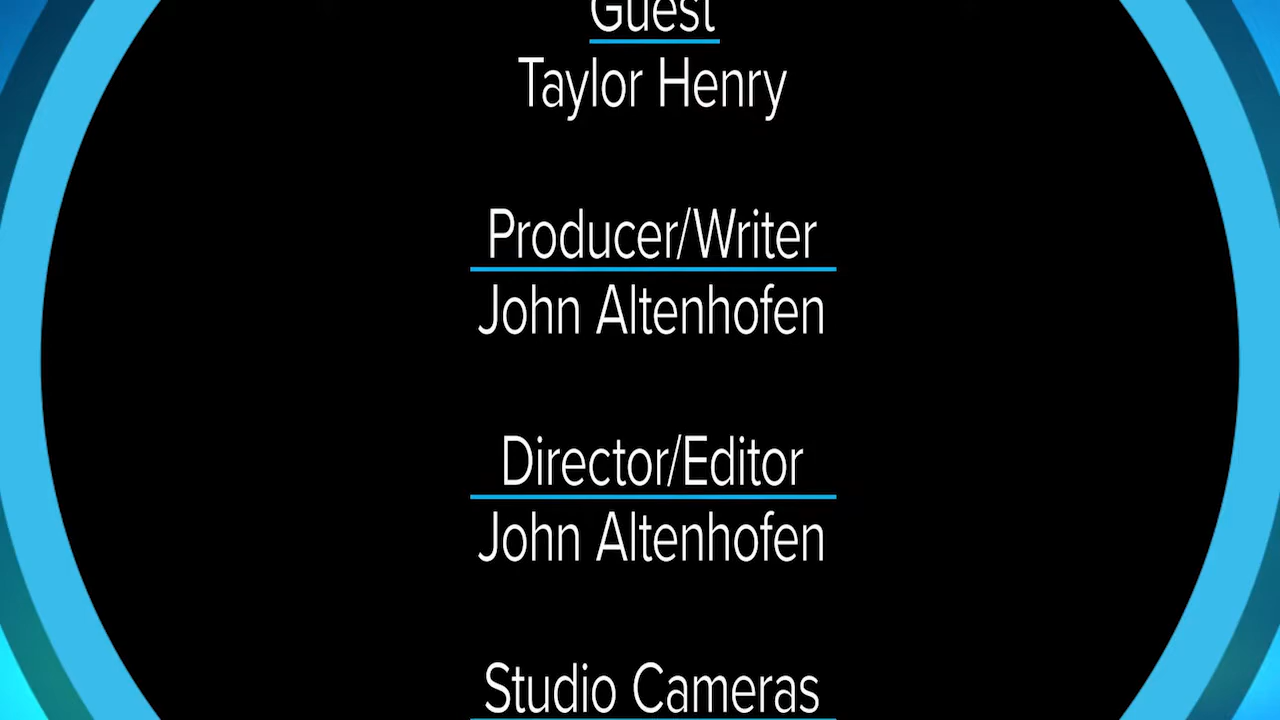 Guest
Taylor Henry
Producer/Writer
John Altenhofen
Director/Editor
John Altenhofen
Studio Cameras